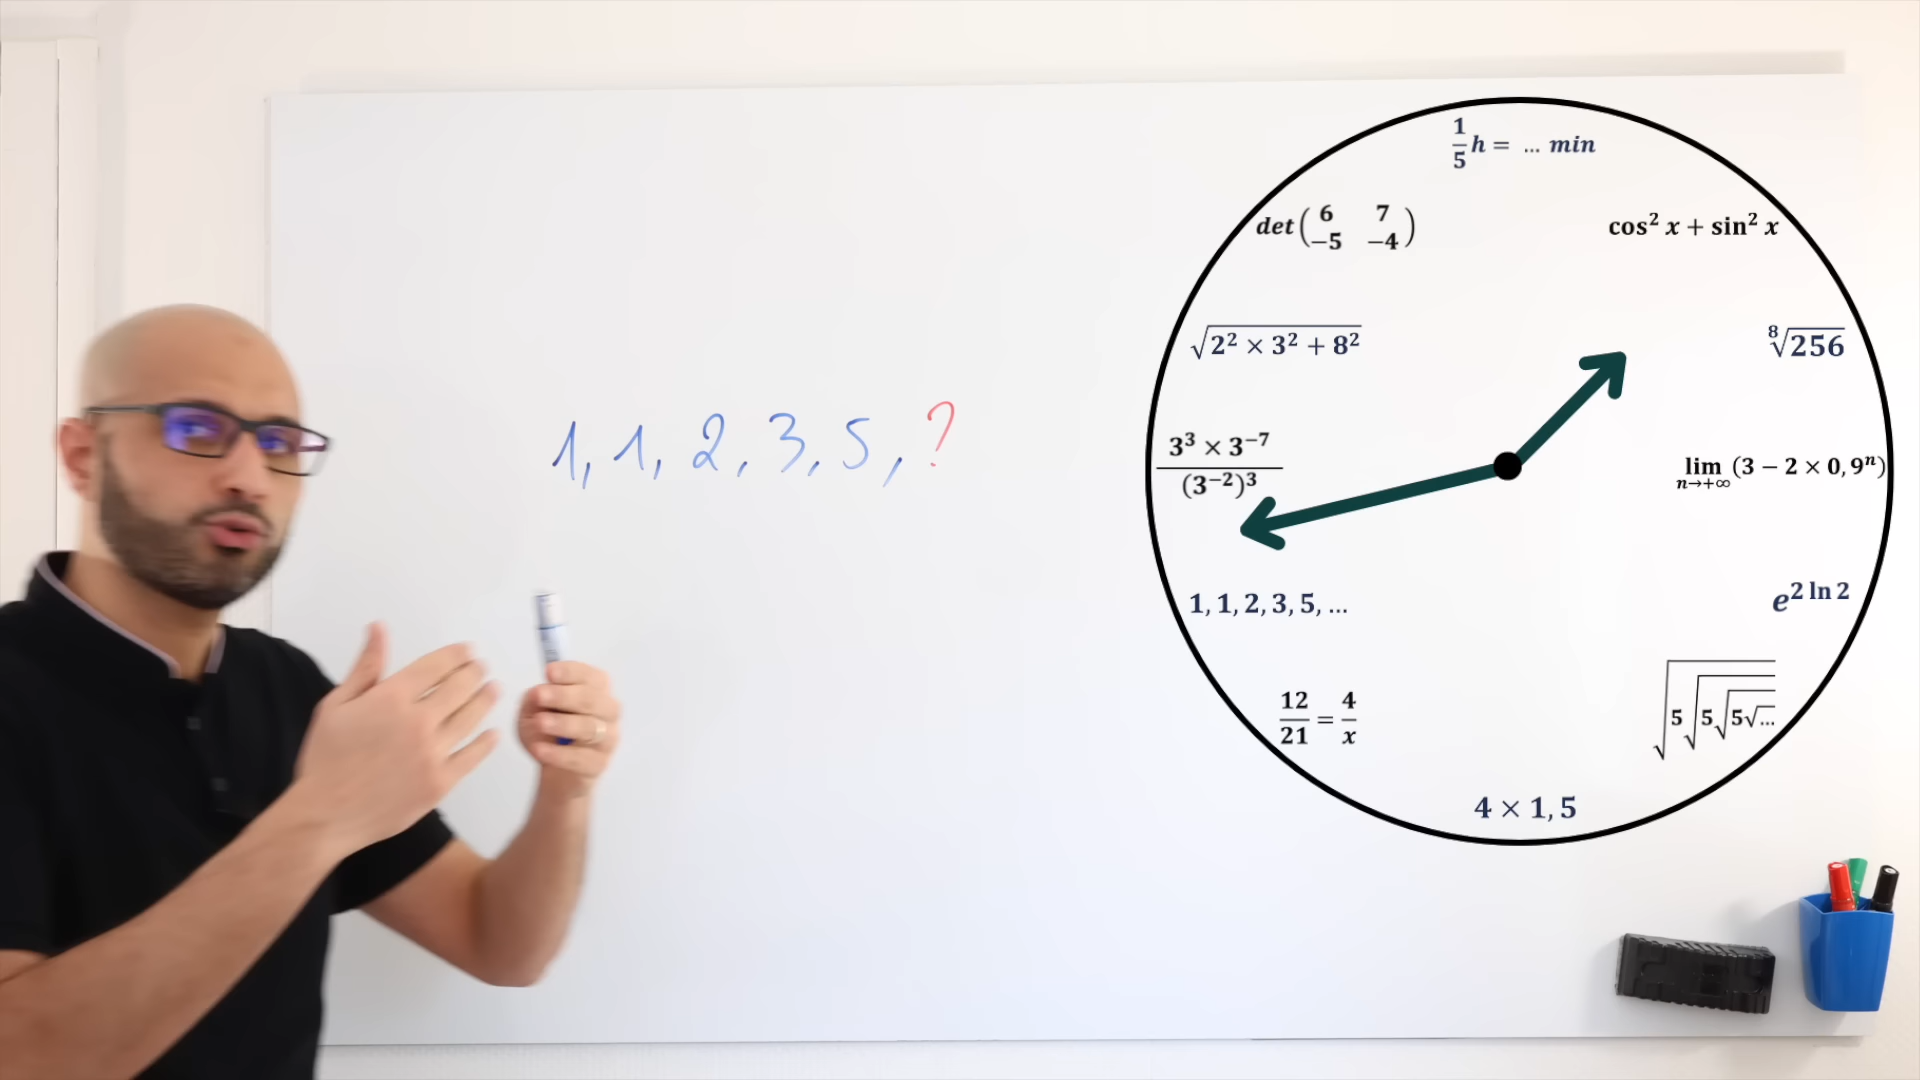 1, 1, 2, 3, 5, ?
1/5 h = ... min
cos² x + sin² x
⁸√256
lim n→+∞ (3 − 2 × 0, 9ⁿ)
e^(2 ln 2)
√(5√(5√(5√...)))
4 × 1, 5
12/21 = 4/x
1, 1, 2, 3, 5, ...
(3³ × 3⁻⁷)/(3⁻²)³
√(2² × 3² + 8²)
det (6 7 −5 −4)